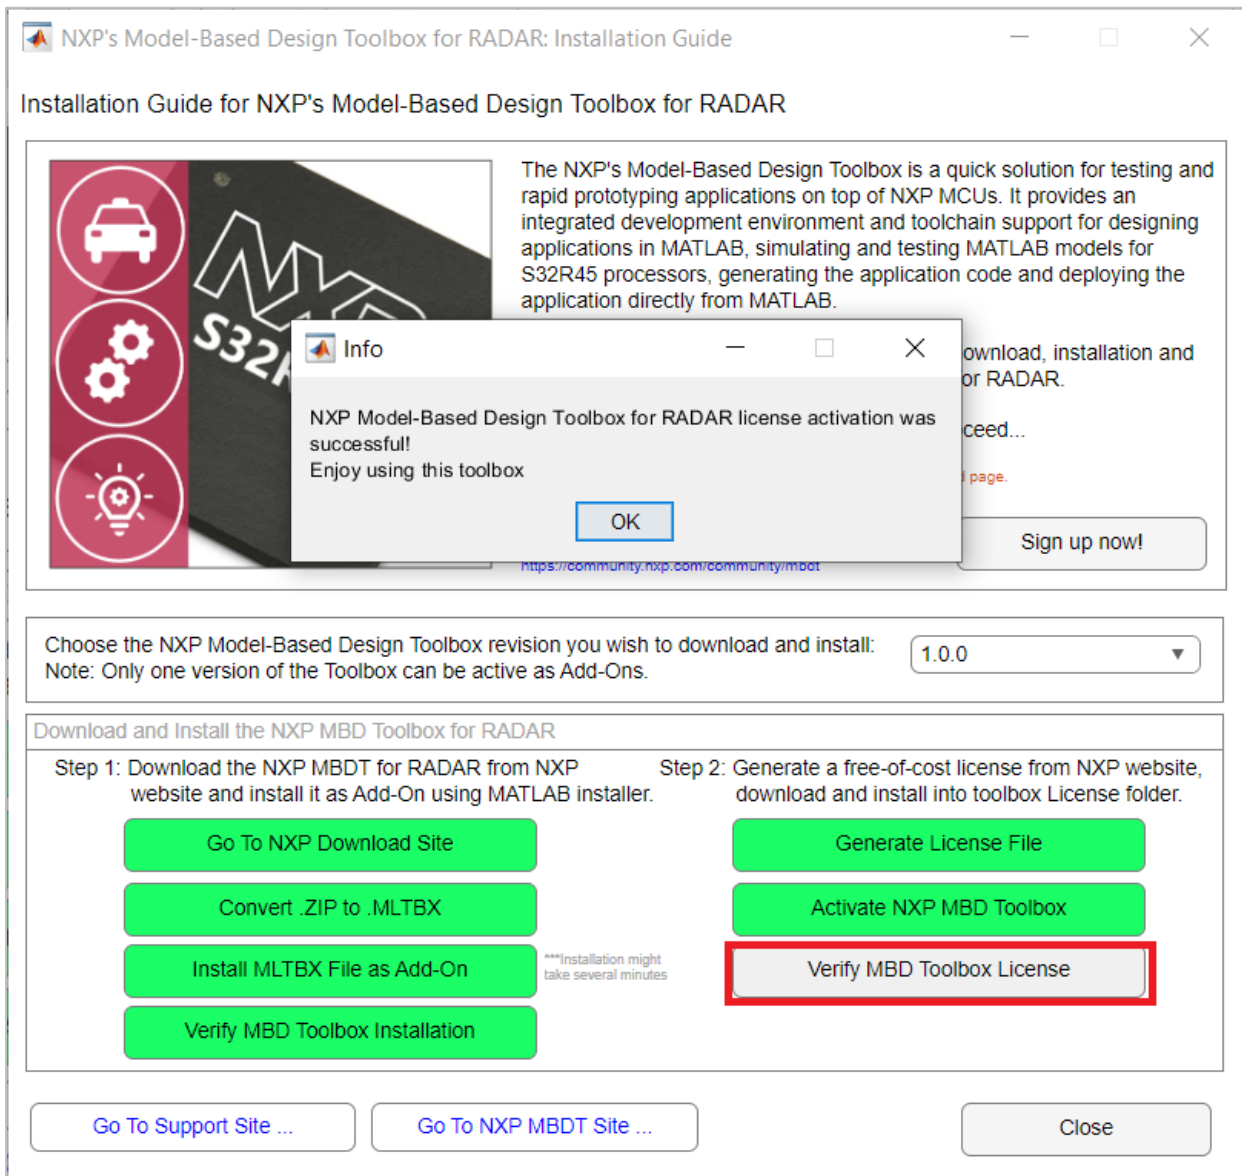 NXP's Model-Based Design Toolbox for RADAR: Installation Guide
Installation Guide for NXP's Model-Based Design Toolbox for RADAR
The NXP's Model-Based Design Toolbox is a quick solution for testing and
rapid prototyping applications on top of NXP MCUs. It provides an
integrated development environment and toolchain support for designing
applications in MATLAB, simulating and testing MATLAB models for
S32R45 processors, generating the application code and deploying the
application directly from MATLAB.
NXP
S32R
Info
ownload, installation and
or RADAR.
NXP Model-Based Design Toolbox for RADAR license activation was
successful!
Enjoy using this toolbox
OK
ceed...
page.
Sign up now!
https://community.nxp.com/community/mbdt
Choose the NXP Model-Based Design Toolbox revision you wish to download and install:
Note: Only one version of the Toolbox can be active as Add-Ons.
1.0.0
Download and Install the NXP MBD Toolbox for RADAR
Step 1: Download the NXP MBDT for RADAR from NXP
website and install it as Add-On using MATLAB installer.
Go To NXP Download Site
Convert .ZIP to .MLTBX
Install MLTBX File as Add-On
***Installation might
take several minutes
Verify MBD Toolbox Installation
Step 2: Generate a free-of-cost license from NXP website,
download and install into toolbox License folder.
Generate License File
Activate NXP MBD Toolbox
Verify MBD Toolbox License
Go To Support Site ...
Go To NXP MBDT Site ...
Close